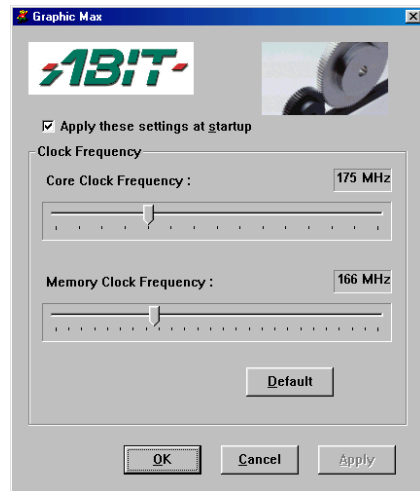 Graphic Max
ABIT
Apply these settings at startup
Clock Frequency
Core Clock Frequency :
175 MHz
Memory Clock Frequency :
166 MHz
Default
OK
Cancel
Apply